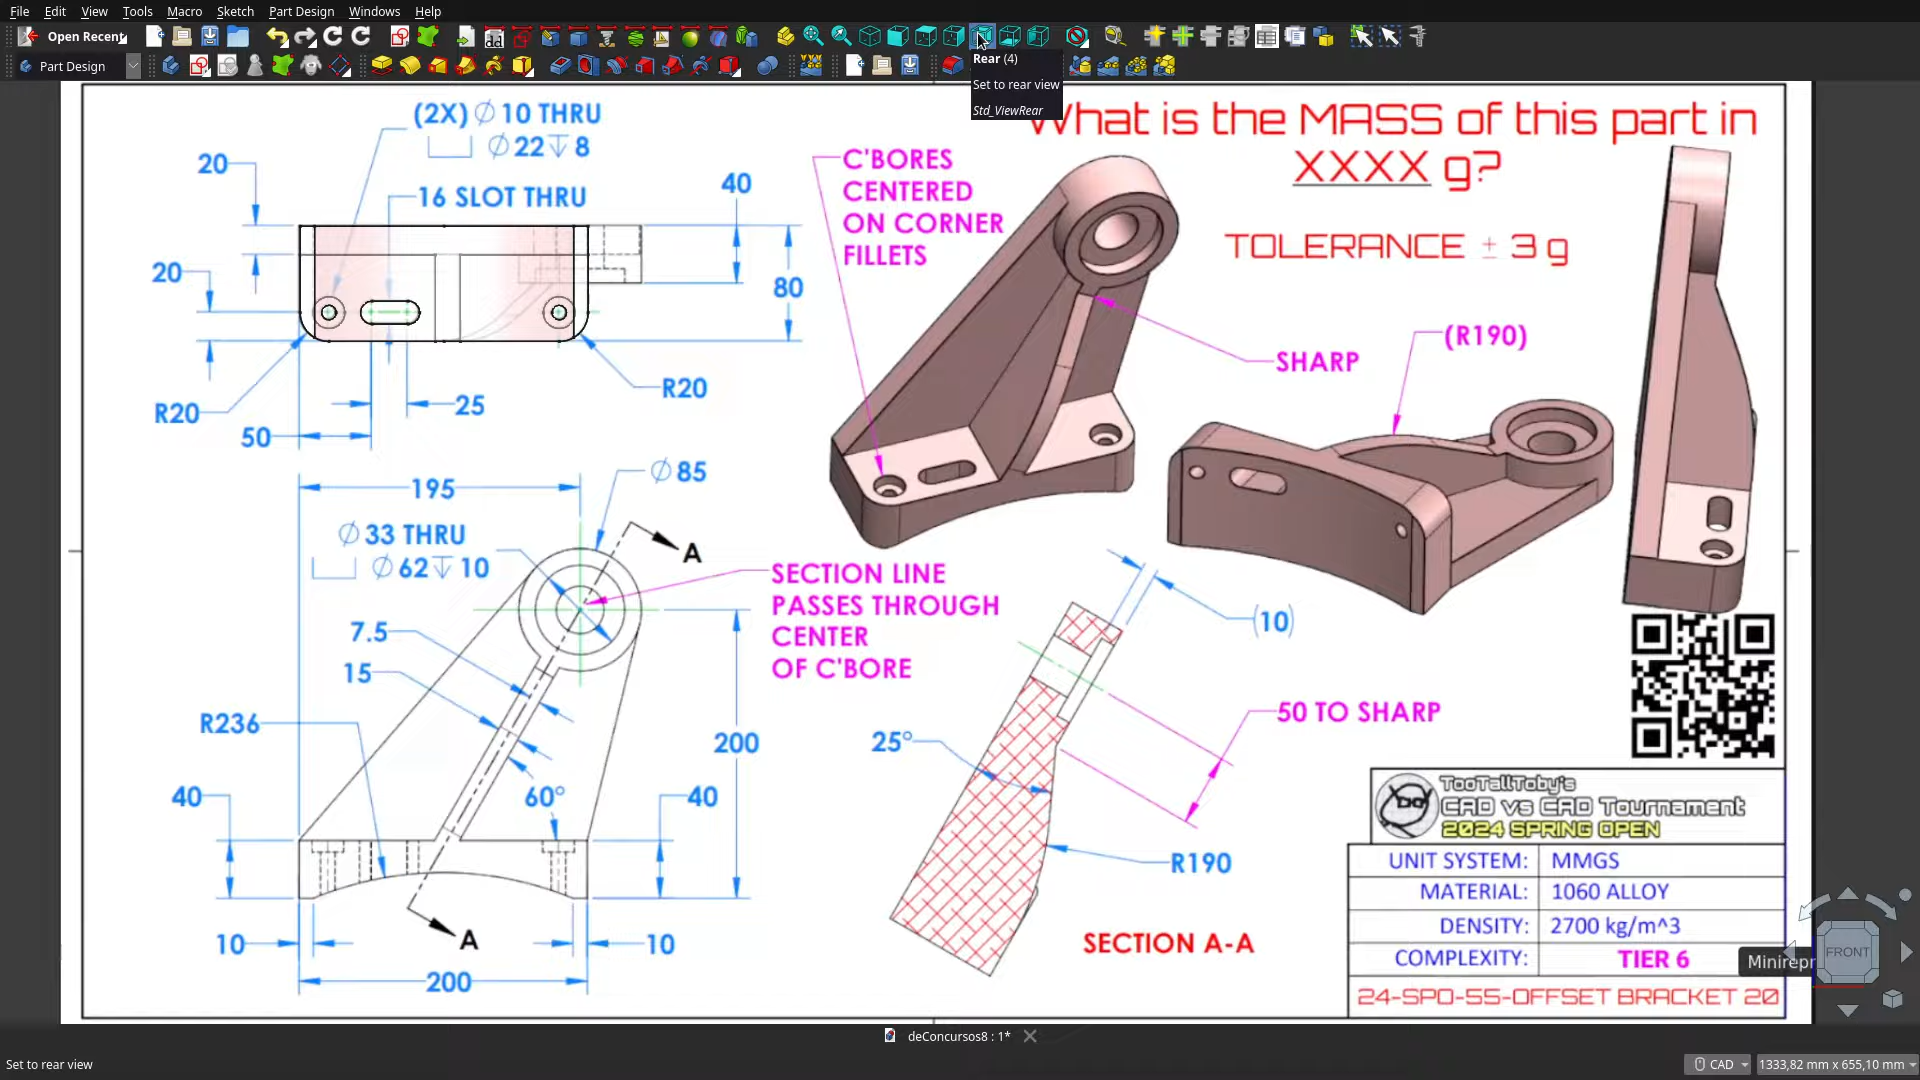 File Edit View Tools Macro Sketch Part Design Windows Help
Open Recent
Part Design
Rear (4)
Set to rear view
Std_ViewRear
What is the MASS of this part in
XXXX g?
TOLERANCE ± 3 g
(2X) ∅ 10 THRU
∅ 22 ↧ 8
16 SLOT THRU
20
20
40
80
R20
R20
25
50
C'BORES
CENTERED
ON CORNER
FILLETS
SHARP
(R190)
195
∅ 85
∅ 33 THRU
∅ 62 ↧ 10
A
SECTION LINE
PASSES THROUGH
CENTER
OF C'BORE
7.5
15
R236
200
60°
40
40
A
10
10
200
(10)
50 TO SHARP
25°
R190
SECTION A-A
TooTallToby's
CAD vs CAD Tournament
2024 SPRING OPEN
UNIT SYSTEM: MMGS
MATERIAL: 1060 ALLOY
DENSITY: 2700 kg/m^3
COMPLEXITY: TIER 6
24-SPO-55-OFFSET BRACKET 20
Minirepr
FRONT
deConcursos8 : 1*
Set to rear view
CAD
1333,82 mm x 655,10 mm